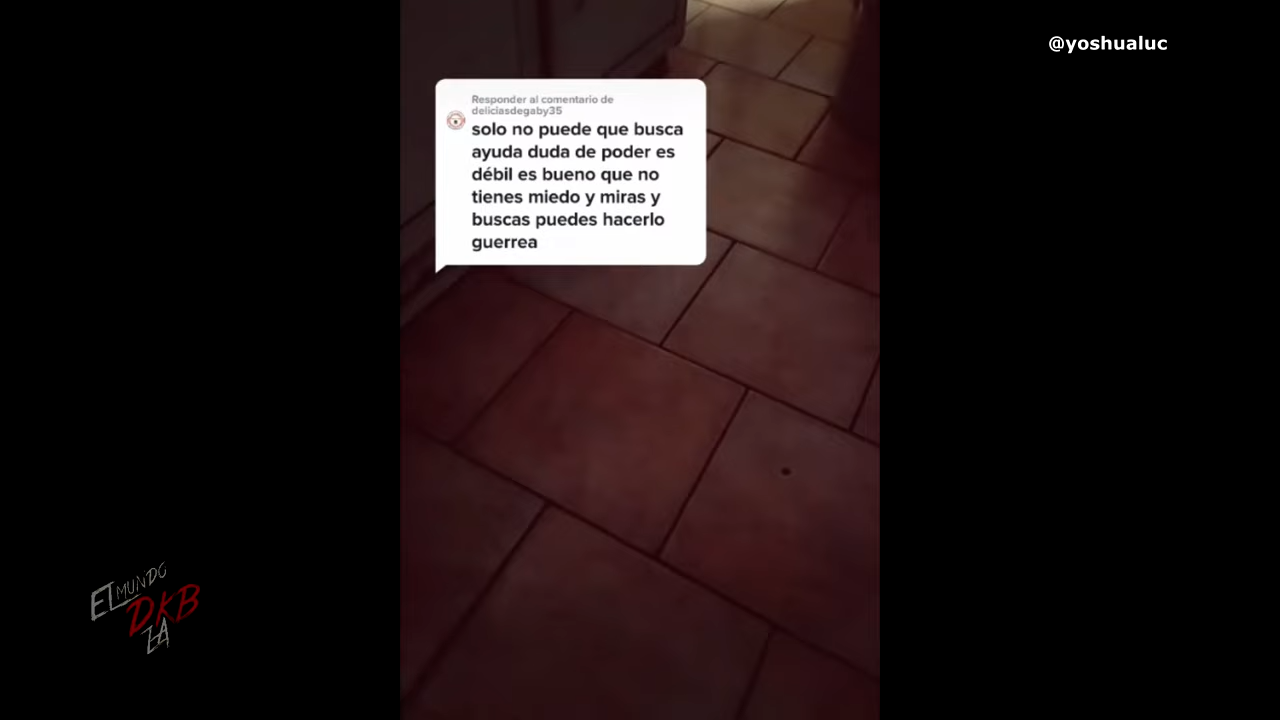 @yoshualuc
Responder al comentario de
deliciasdegaby35
solo no puede que busca
ayuda duda de poder es
débil es bueno que no
tienes miedo y miras y
buscas puedes hacerlo
guerrea
EL MUNDO
DKB
ZA